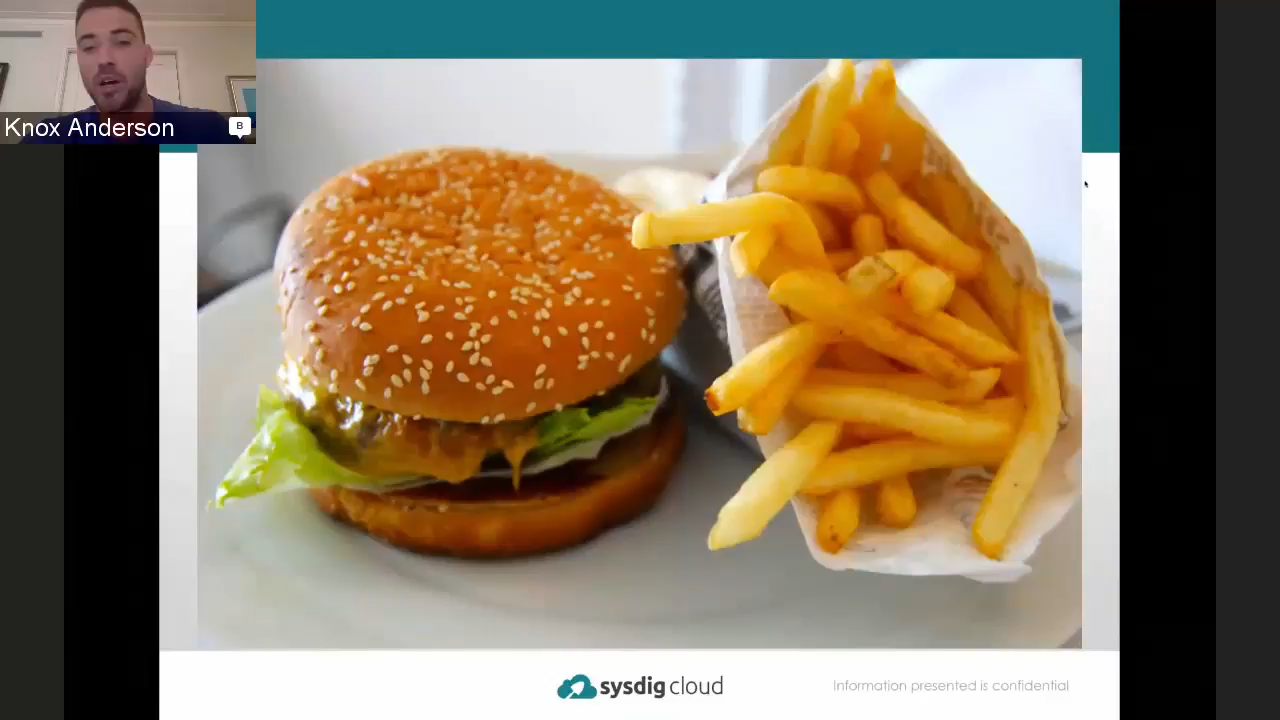 Knox Anderson
B
sysdig cloud
Information presented is confidential